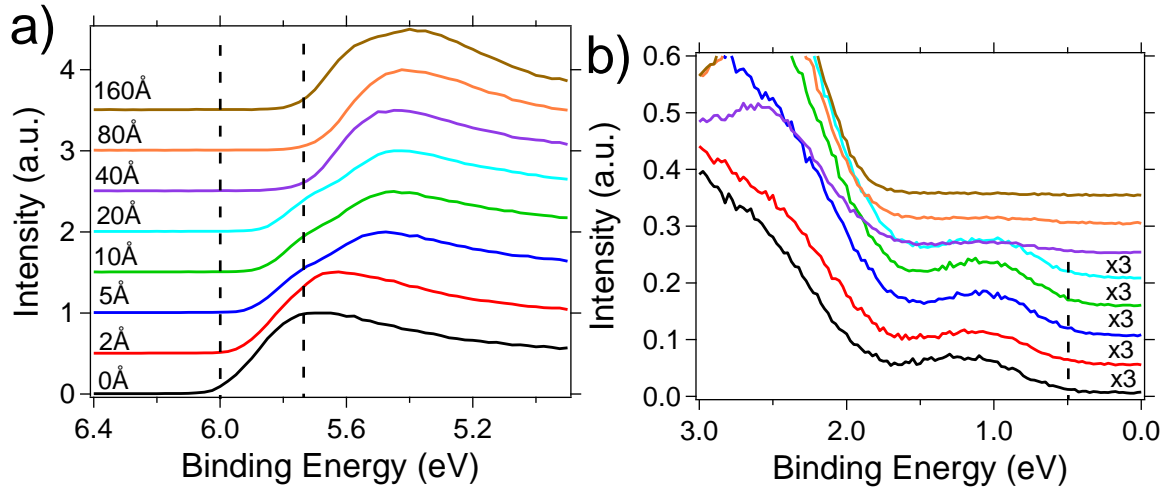 a)
Intensity (a.u.)
4
3
2
1
0
160Å
80Å
40Å
20Å
10Å
5Å
2Å
0Å
6.4
6.0
5.6
5.2
Binding Energy (eV)
b)
Intensity (a.u.)
0.6
0.5
0.4
0.3
0.2
0.1
0.0
x3
x3
x3
x3
x3
3.0
2.0
1.0
0.0
Binding Energy (eV)